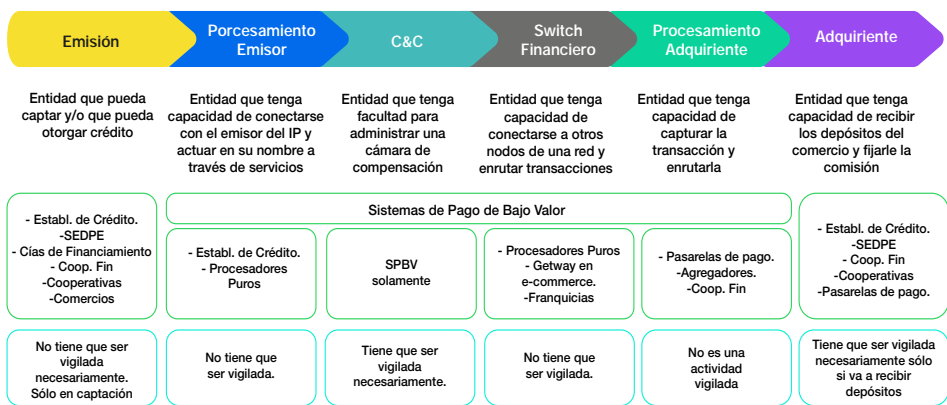 Emisión
Porcesamiento
Emisor
C&C
Switch
Financiero
Procesamiento
Adquiriente
Adquiriente
Entidad que pueda
captar y/o que pueda
otorgar crédito
Entidad que tenga
capacidad de conectarse
con el emisor del IP y
actuar en su nombre a
través de servicios
Entidad que tenga
facultad para
administrar una
cámara de
compensación
Entidad que tenga
capacidad de
conectarse a otros
nodos de una red y
enrutar transacciones
Entidad que tenga
capacidad de
capturar la
transacción y
enrutarla
Entidad que tenga
capacidad de recibir
los depósitos del
comercio y fijarle la
comisión
- Establ. de Crédito.
-SEDPE
- Cías de Financiamiento
- Coop. Fin
-Cooperativas
-Comercios
Sistemas de Pago de Bajo Valor
- Establ. de Crédito.
- Procesadores
Puros
SPBV
solamente
- Procesadores Puros
- Getway en
e-commerce.
-Franquicias
- Pasarelas de pago.
-Agregadores.
-Coop. Fin
- Establ. de Crédito.
-SEDPE
- Coop. Fin
-Cooperativas
-Pasarelas de pago.
No tiene que ser
vigilada
necesariamente.
Sólo en captación
No tiene que
ser vigilada.
Tiene que ser
vigilada
necesariamente.
No tiene que
ser vigilada.
No es una
actividad
vigilada
Tiene que ser vigilada
necesariamente sólo
si va a recibir
depósitos